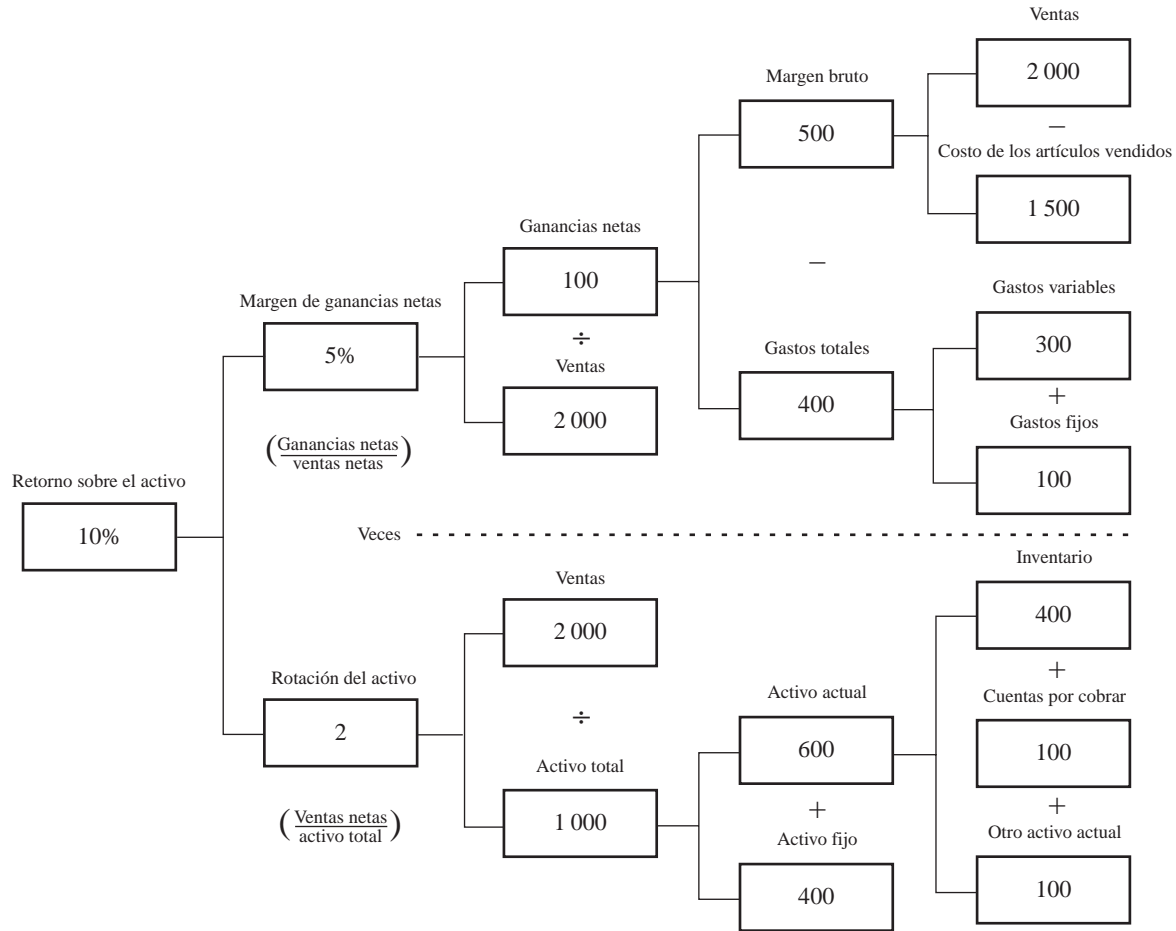 Ventas
2 000
Margen bruto
500
−
Costo de los artículos vendidos
1 500
Ganancias netas
100
−
Gastos variables
300
Margen de ganancias netas
5%
÷
Ventas
2 000
Gastos totales
400
+
Gastos fijos
100
(Ganancias netas
ventas netas)
Retorno sobre el activo
10%
Veces
Inventario
400
Ventas
2 000
+
Rotación del activo
2
÷
Activo actual
600
Cuentas por cobrar
100
Activo total
1 000
+
+
(Ventas netas
activo total)
Activo fijo
400
Otro activo actual
100